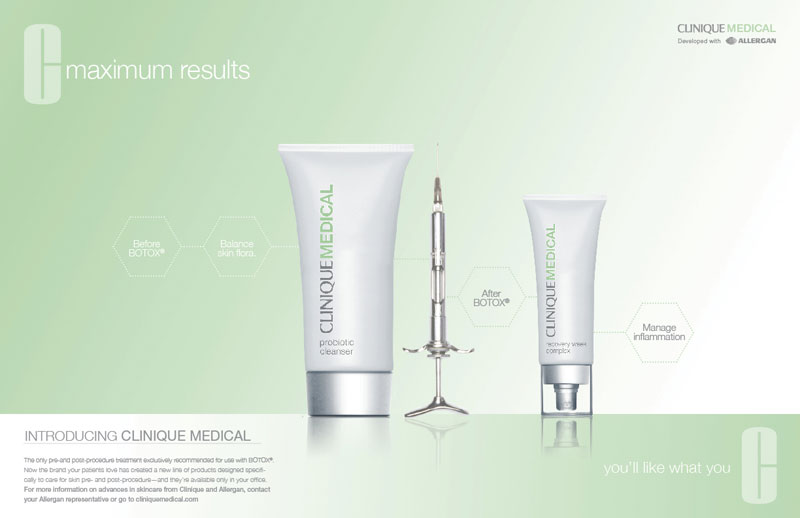 C maximum results
CLINIQUE MEDICAL
Developed with ALLERGAN
Before
BOTOX®
Balance
skin flora.
CLINIQUE MEDICAL
probiotic
cleanser
After
BOTOX®
CLINIQUE MEDICAL
recovery week
complex
Manage
inflammation
INTRODUCING CLINIQUE MEDICAL
The only pre-and post-procedure treatment exclusively recommended for use with BOTOX®.
Now the brand your patients love has created a new line of products designed specifi-
cally to care for skin pre- and post-procedure—and they're available only in your office.
For more information on advances in skincare from Clinique and Allergan, contact
your Allergan representative or go to cliniquemedical.com
you'll like what you C